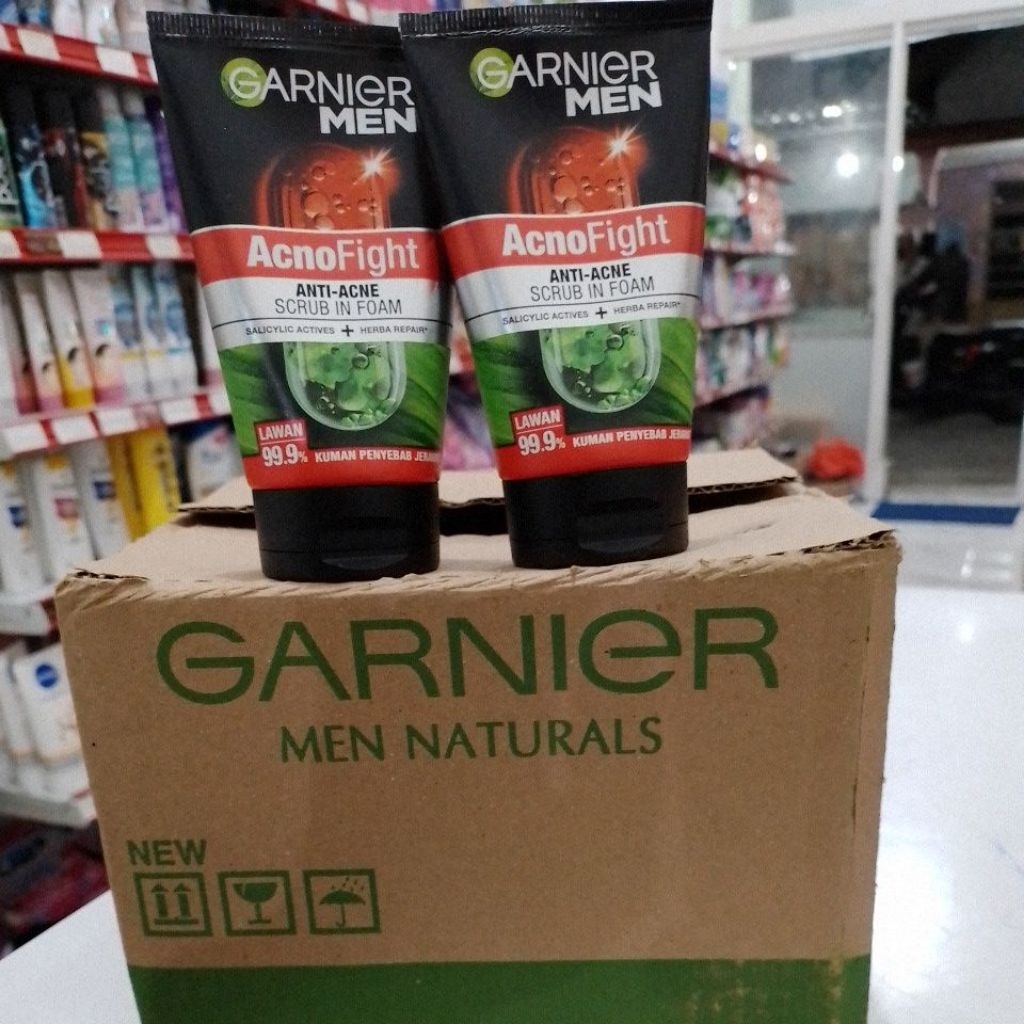 GARNIER
MEN
AcnoFight
ANTI-ACNE
SCRUB IN FOAM
SALICYLIC ACTIVES + HERBA REPAIR*
LAWAN
99.9% KUMAN PENYEBAB
GARNIER
MEN
AcnoFight
ANTI-ACNE
SCRUB IN FOAM
SALICYLIC ACTIVES + HERBA REPAIR*
LAWAN
99.9% KUMAN PENYEBAB
GARNIER
MEN NATURALS
NEW